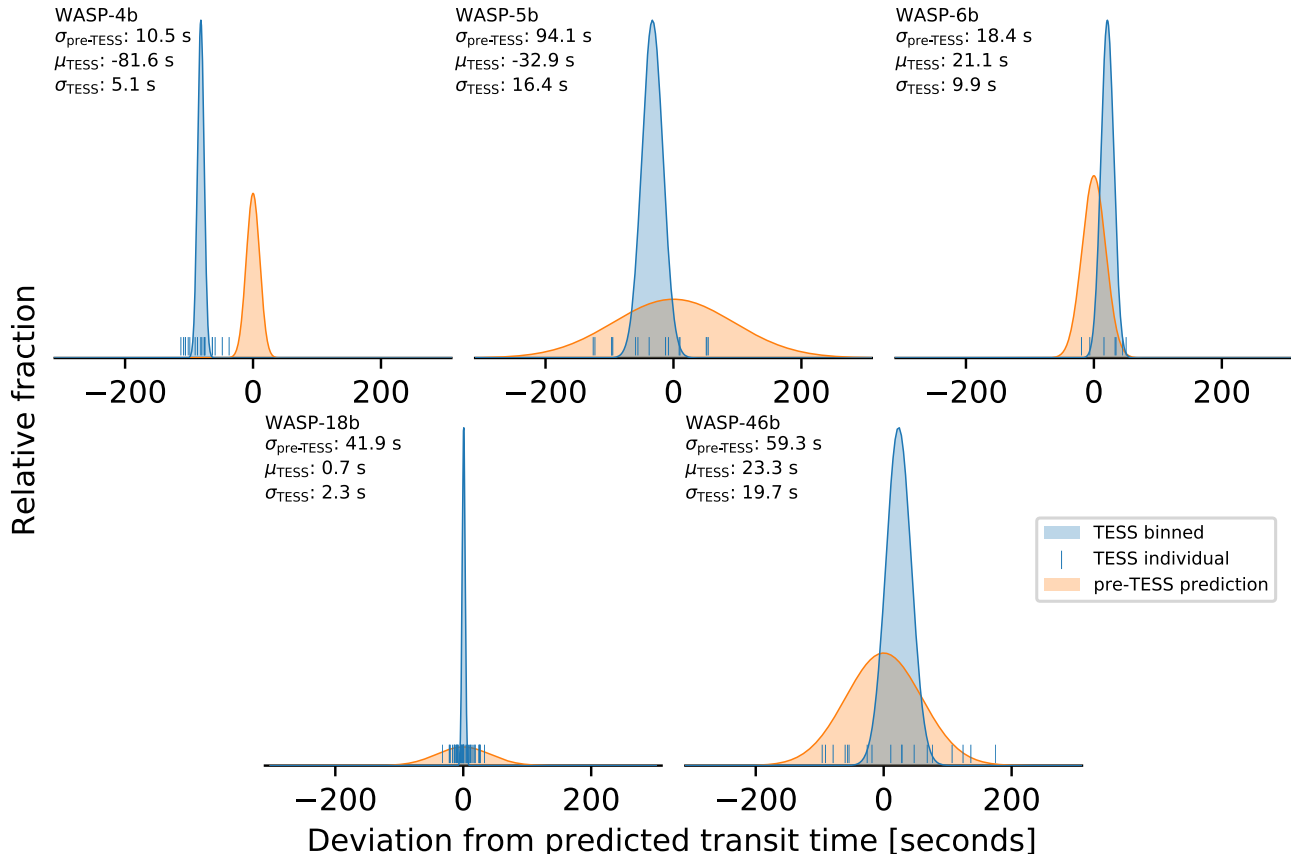 WASP-4b
σpre-TESS: 10.5 s
μTESS: -81.6 s
σTESS: 5.1 s
WASP-5b
σpre-TESS: 94.1 s
μTESS: -32.9 s
σTESS: 16.4 s
WASP-6b
σpre-TESS: 18.4 s
μTESS: 21.1 s
σTESS: 9.9 s
−200 0 200
−200 0 200
−200 0 200
WASP-18b
σpre-TESS: 41.9 s
μTESS: 0.7 s
σTESS: 2.3 s
WASP-46b
σpre-TESS: 59.3 s
μTESS: 23.3 s
σTESS: 19.7 s
TESS binned
TESS individual
pre-TESS prediction
−200 0 200
−200 0 200
Relative fraction
Deviation from predicted transit time [seconds]